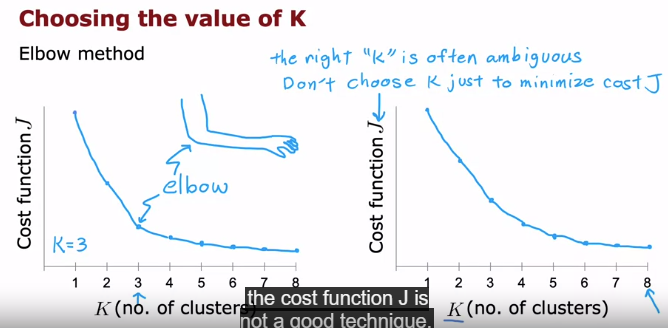 Choosing the value of K
Elbow method
the right "K" is often ambiguous
Don't choose K just to minimize cost J
Cost function J
elbow
K=3
1 2 3 4 5 6 7 8
K (no. of clusters)
Cost function J
1 2 3 4 5 6 7 8
K (no. of clusters)
the cost function J is
not a good technique.